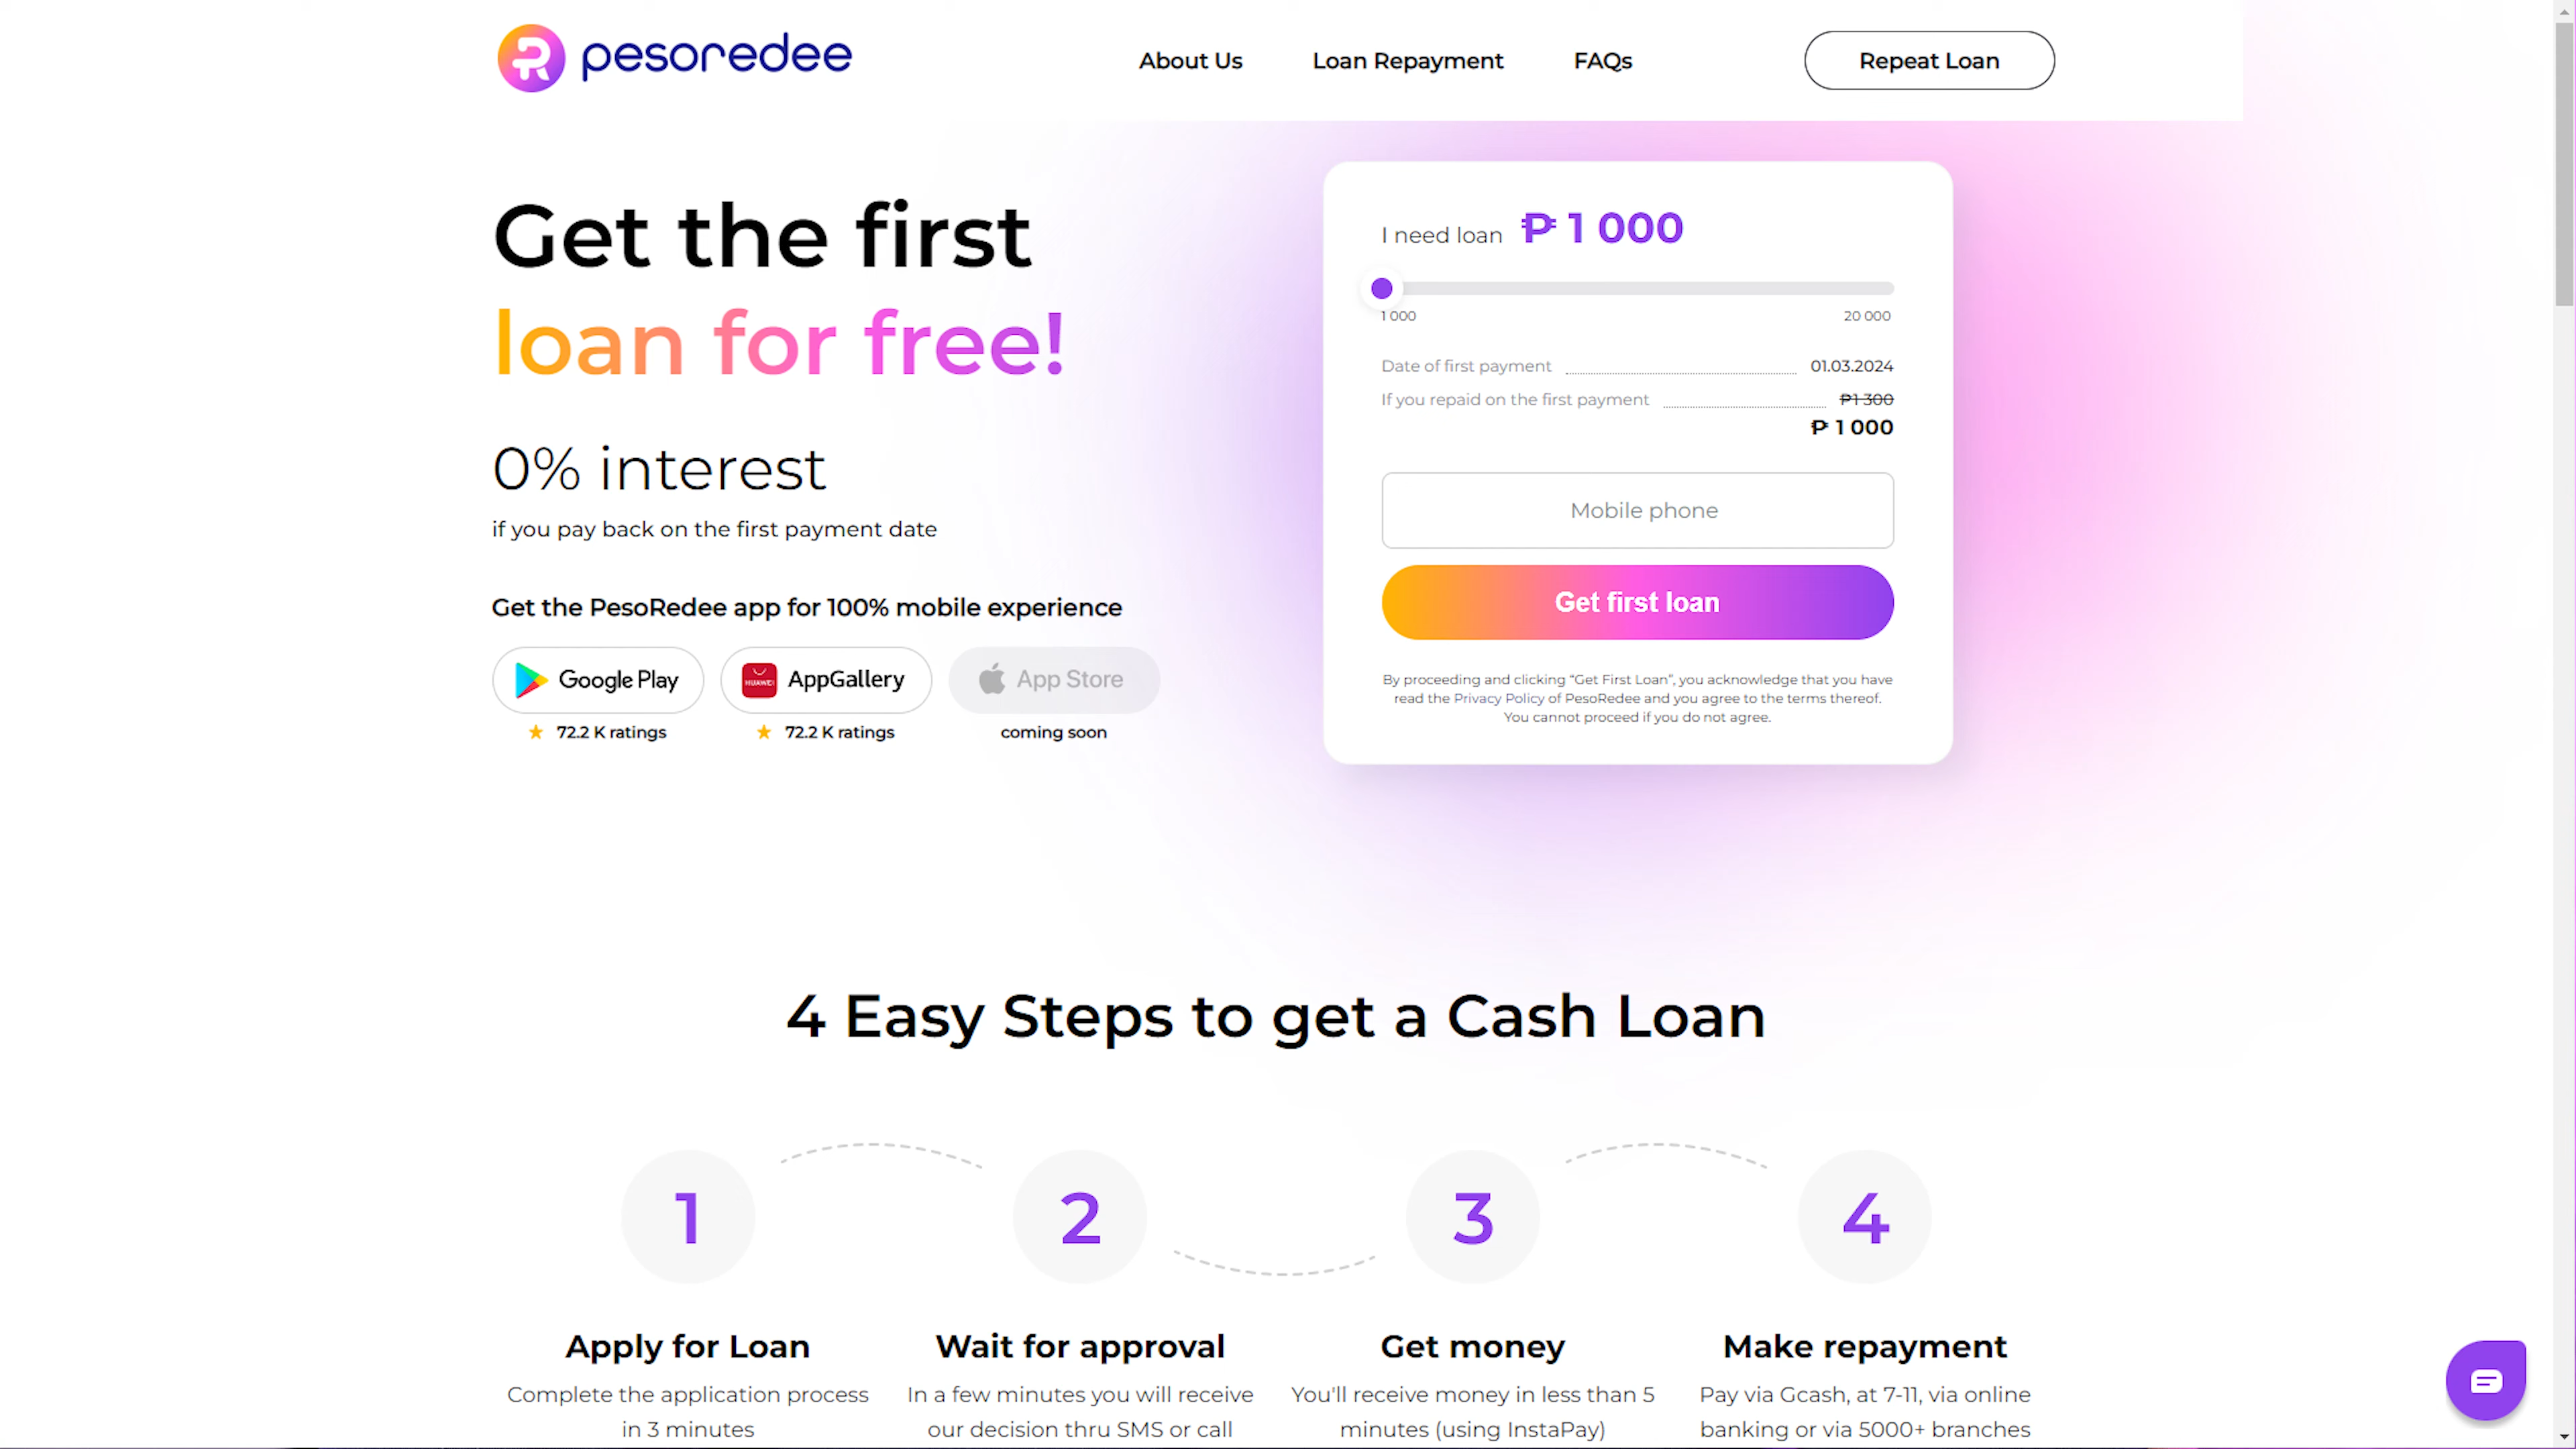 pesoredee
About Us
Loan Repayment
FAQs
Repeat Loan
Get the first
loan for free!
0% interest
if you pay back on the first payment date
Get the PesoRedee app for 100% mobile experience
Google Play
HUAWEI
AppGallery
App Store
72.2 K ratings
72.2 K ratings
coming soon
I need loan ₱ 1 000
1 000
20 000
Date of first payment 01.03.2024
If you repaid on the first payment ₱1 300
₱ 1 000
Mobile phone
Get first loan
By proceeding and clicking “Get First Loan”, you acknowledge that you have
read the Privacy Policy of PesoRedee and you agree to the terms thereof.
You cannot proceed if you do not agree.
4 Easy Steps to get a Cash Loan
1
2
3
4
Apply for Loan
Complete the application process
in 3 minutes
Wait for approval
In a few minutes you will receive
our decision thru SMS or call
Get money
You'll receive money in less than 5
minutes (using InstaPay)
Make repayment
Pay via Gcash, at 7-11, via online
banking or via 5000+ branches